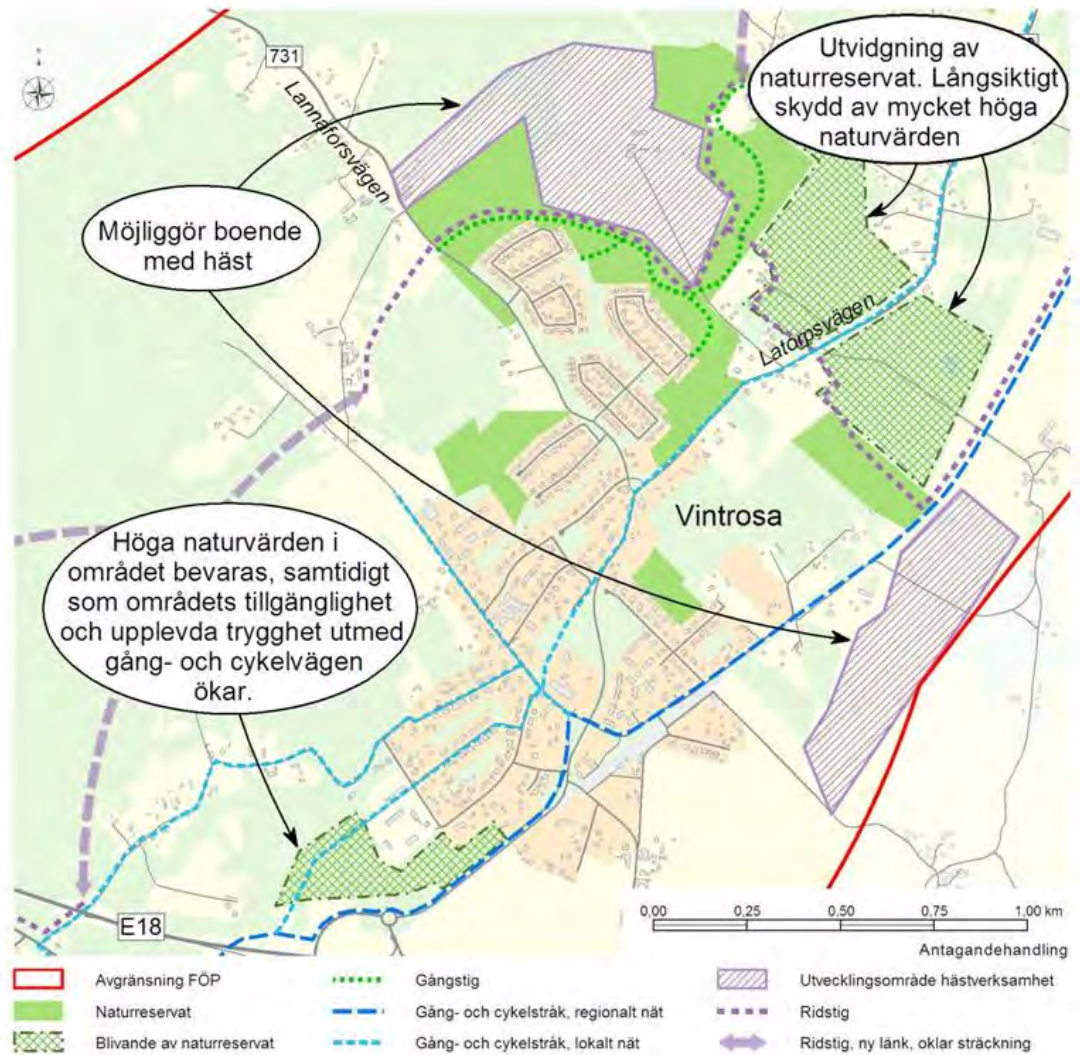 731
Lannaforsvägen
Utvidgning av
naturreservat. Långsiktigt
skydd av mycket höga
naturvärden
Möjliggör boende
med häst
Latorpsvägen
Vintrosa
Höga naturvärden i
området bevaras, samtidigt
som områdets tillgänglighet
och upplevda trygghet utmed
gång- och cykelvägen
ökar.
E18
0,00 0,25 0,50 0,75 1,00 km
Antagandehandling
Avgränsning FÖP
Naturreservat
Blivande av naturreservat
Gångstig
Gång- och cykelstråk, regionalt nät
Gång- och cykelstråk, lokalt nät
Utvecklingsområde hästverksamhet
Ridstig
Ridstig, ny länk, oklar sträckning